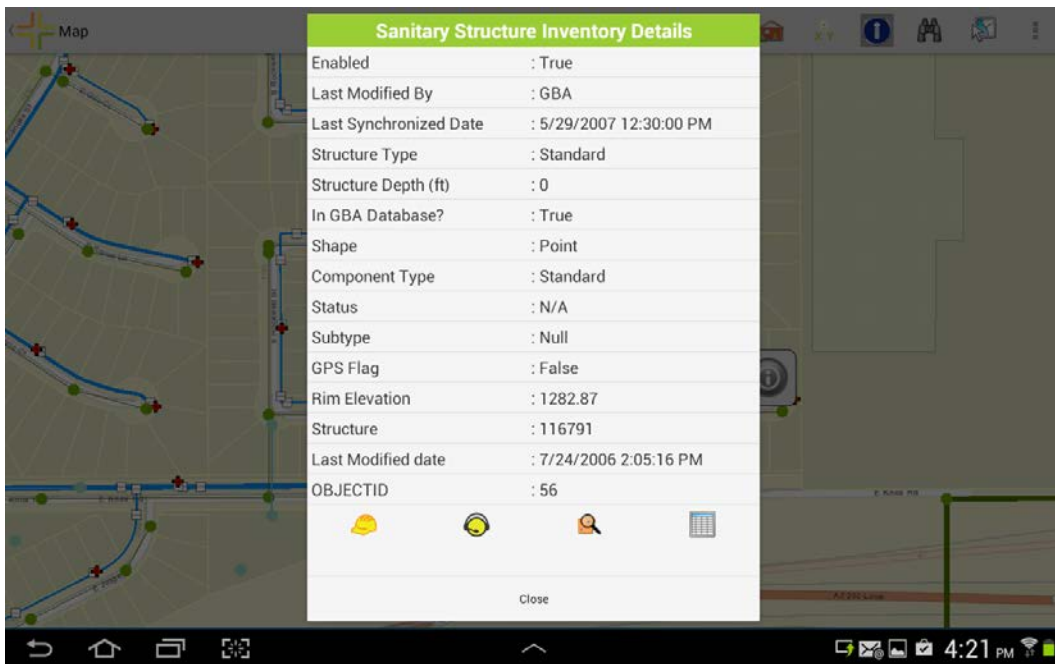 Map
Sanitary Structure Inventory Details
Enabled : True
Last Modified By : GBA
Last Synchronized Date : 5/29/2007 12:30:00 PM
Structure Type : Standard
Structure Depth (ft) : 0
In GBA Database? : True
Shape : Point
Component Type : Standard
Status : N/A
Subtype : Null
GPS Flag : False
Rim Elevation : 1282.87
Structure : 116791
Last Modified date : 7/24/2006 2:05:16 PM
OBJECTID : 56
Close
4:21 PM